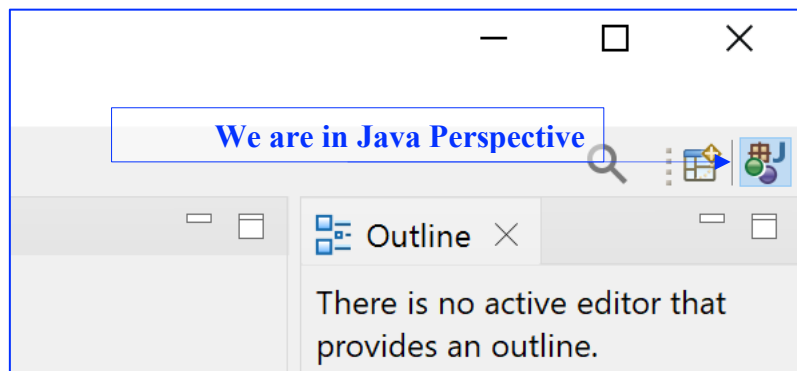 We are in Java Perspective
Outline
There is no active editor that
provides an outline.